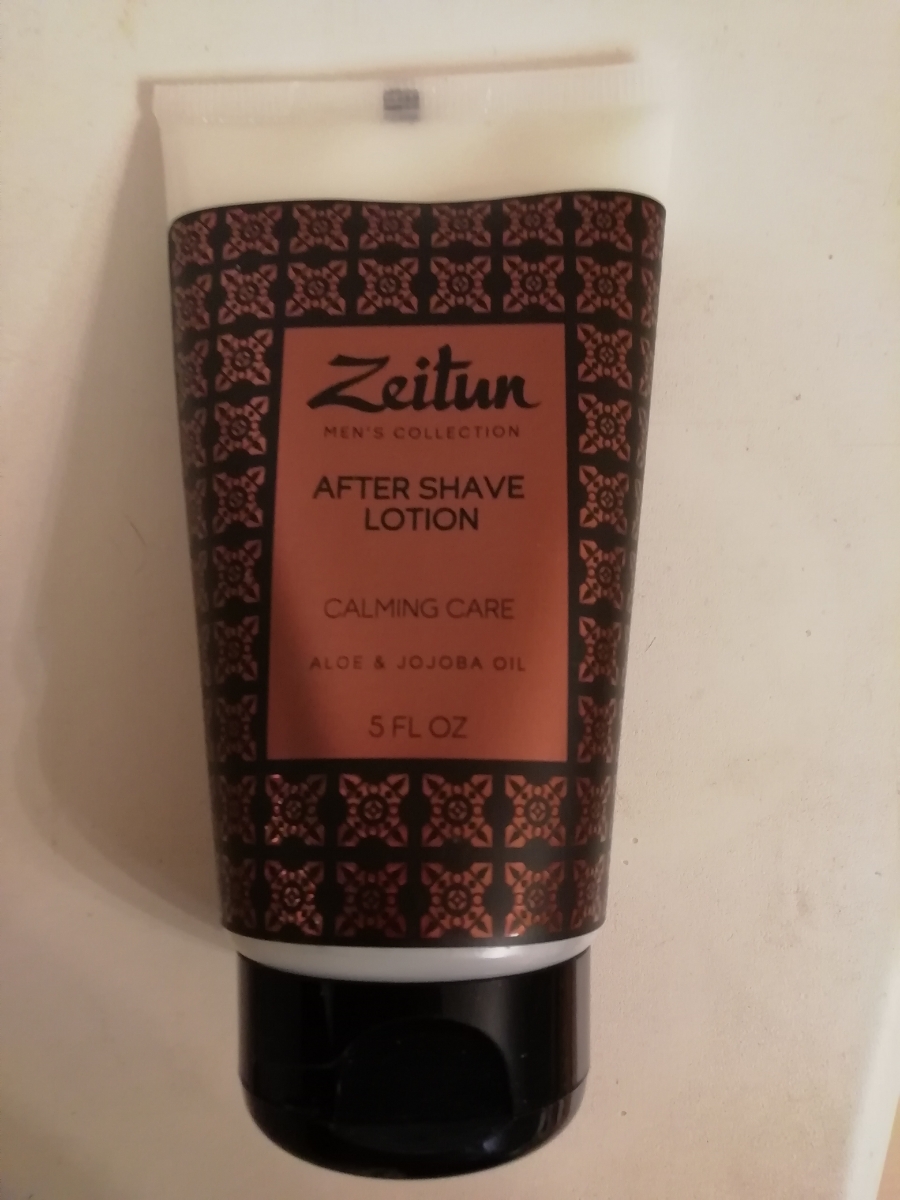 Zeitun
MEN'S COLLECTION
AFTER SHAVE
LOTION
CALMING CARE
ALOE & JOJOBA OIL
5 FL OZ